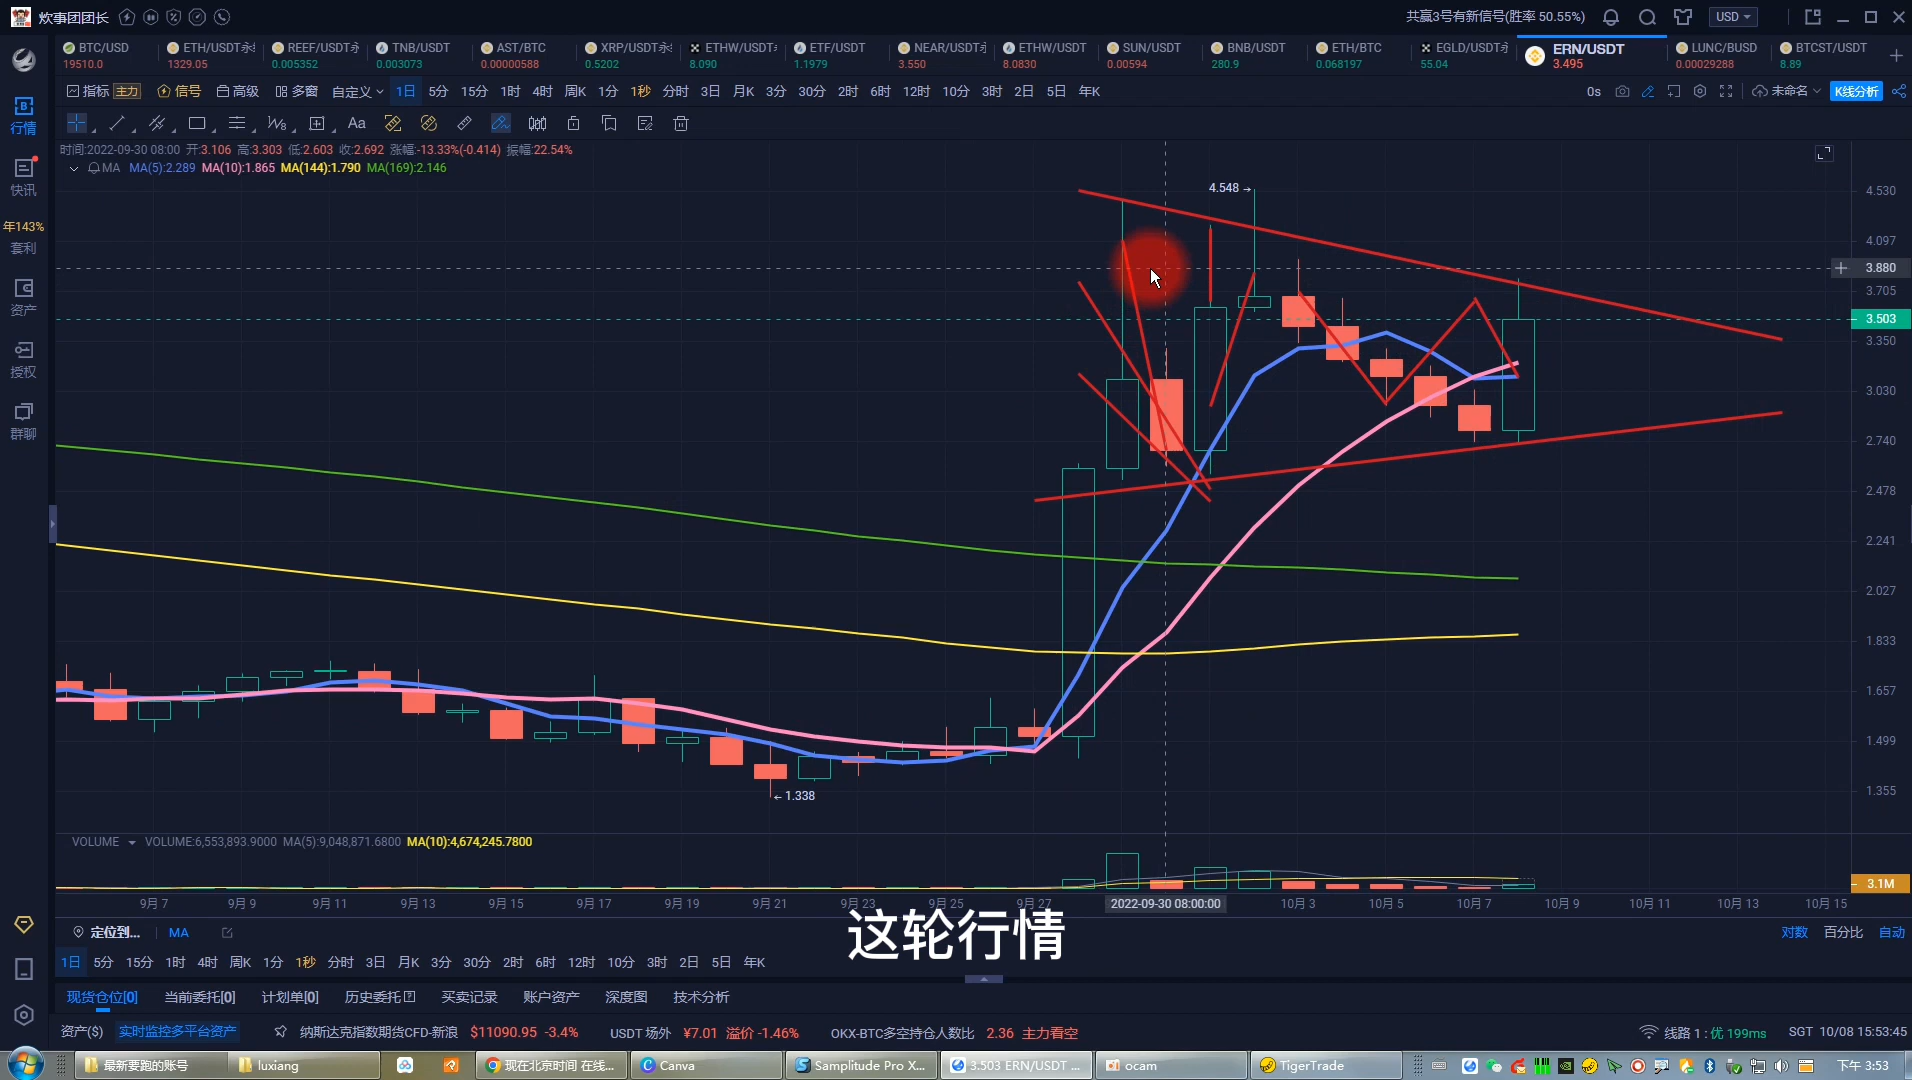 炊事团团长
共赢3号有新信号(胜率 50.55%)
USD
BTC/USD ETH/USDT永 REEF/USDT永 TNB/USDT AST/BTC XRP/USDT永 ETHW/USDT ETF/USDT NEAR/USDT永 ETHW/USDT SUN/USDT BNB/USDT ETH/BTC EGLD/USDT永 ERN/USDT LUNC/BUSD BTCST/USDT
19510.0 1329.05 0.005352 0.003073 0.00000588 0.5202 8.090 1.1979 3.550 8.0830 0.00594 280.9 0.068197 55.04 3.495 0.00029288 8.89
指标 主力 信号 高级 多窗 自定义 1日 5分 15分 1时 4时 周K 1分 1秒 分时 3日 月K 3分 30分 2时 6时 12时 10分 3时 2日 5日 年K 0s 未命名 K线分析
Aa
时间:2022-09-30 08:00 开:3.106 高:3.303 低:2.603 收:2.692 涨幅:-13.33%(-0.414) 振幅:22.54%
MA MA(5):2.289 MA(10):1.865 MA(144):1.790 MA(169):2.146
行情
快讯
年143%
套利
资产
授权
群聊
4.548
1.338
4.530
4.097
3.880
3.705
3.503
3.350
3.030
2.740
2.478
2.241
2.027
1.833
1.657
1.499
1.355
VOLUME VOLUME:6,553,893.9000 MA(5):9,048,871.6800 MA(10):4,674,245.7800
3.1M
9月 7 9月 9 9月 11 9月 13 9月 15 9月 17 9月 19 9月 21 9月 23 9月 25 9月 27 2022-09-30 08:00:00 10月 3 10月 5 10月 7 10月 9 10月 11 10月 13 10月 15
这轮行情
定位到... MA 对数 百分比 自动
1日 5分 15分 1时 4时 周K 1分 1秒 分时 3日 月K 3分 30分 2时 6时 12时 10分 3时 2日 5日 年K
现货仓位[0] 当前委托[0] 计划单[0] 历史委托 买卖记录 账户资产 深度图 技术分析
资产($) 实时监控多平台资产 纳斯达克指数期货CFD-新浪 $11090.95 -3.4% USDT 场外 ¥7.01 溢价 -1.46% OKX-BTC多空持仓人数比 2.36 主力看空 线路 1 : 优 199ms SGT 10/08 15:53:45
最新要跑的账号 luxiang 现在北京时间 在线... Canva Samplitude Pro X... 3.503 ERN/USDT ... ocam TigerTrade 下午 3:53